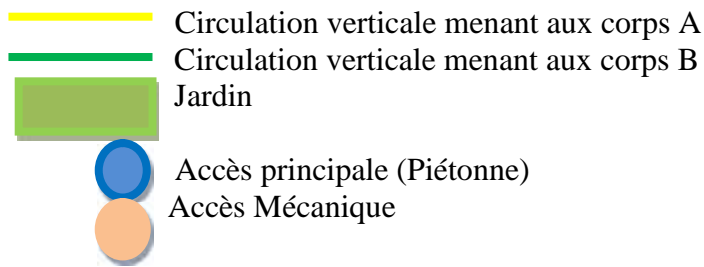 Circulation verticale menant aux corps A
Circulation verticale menant aux corps B
Jardin
Accès principale (Piétonne)
Accès Mécanique